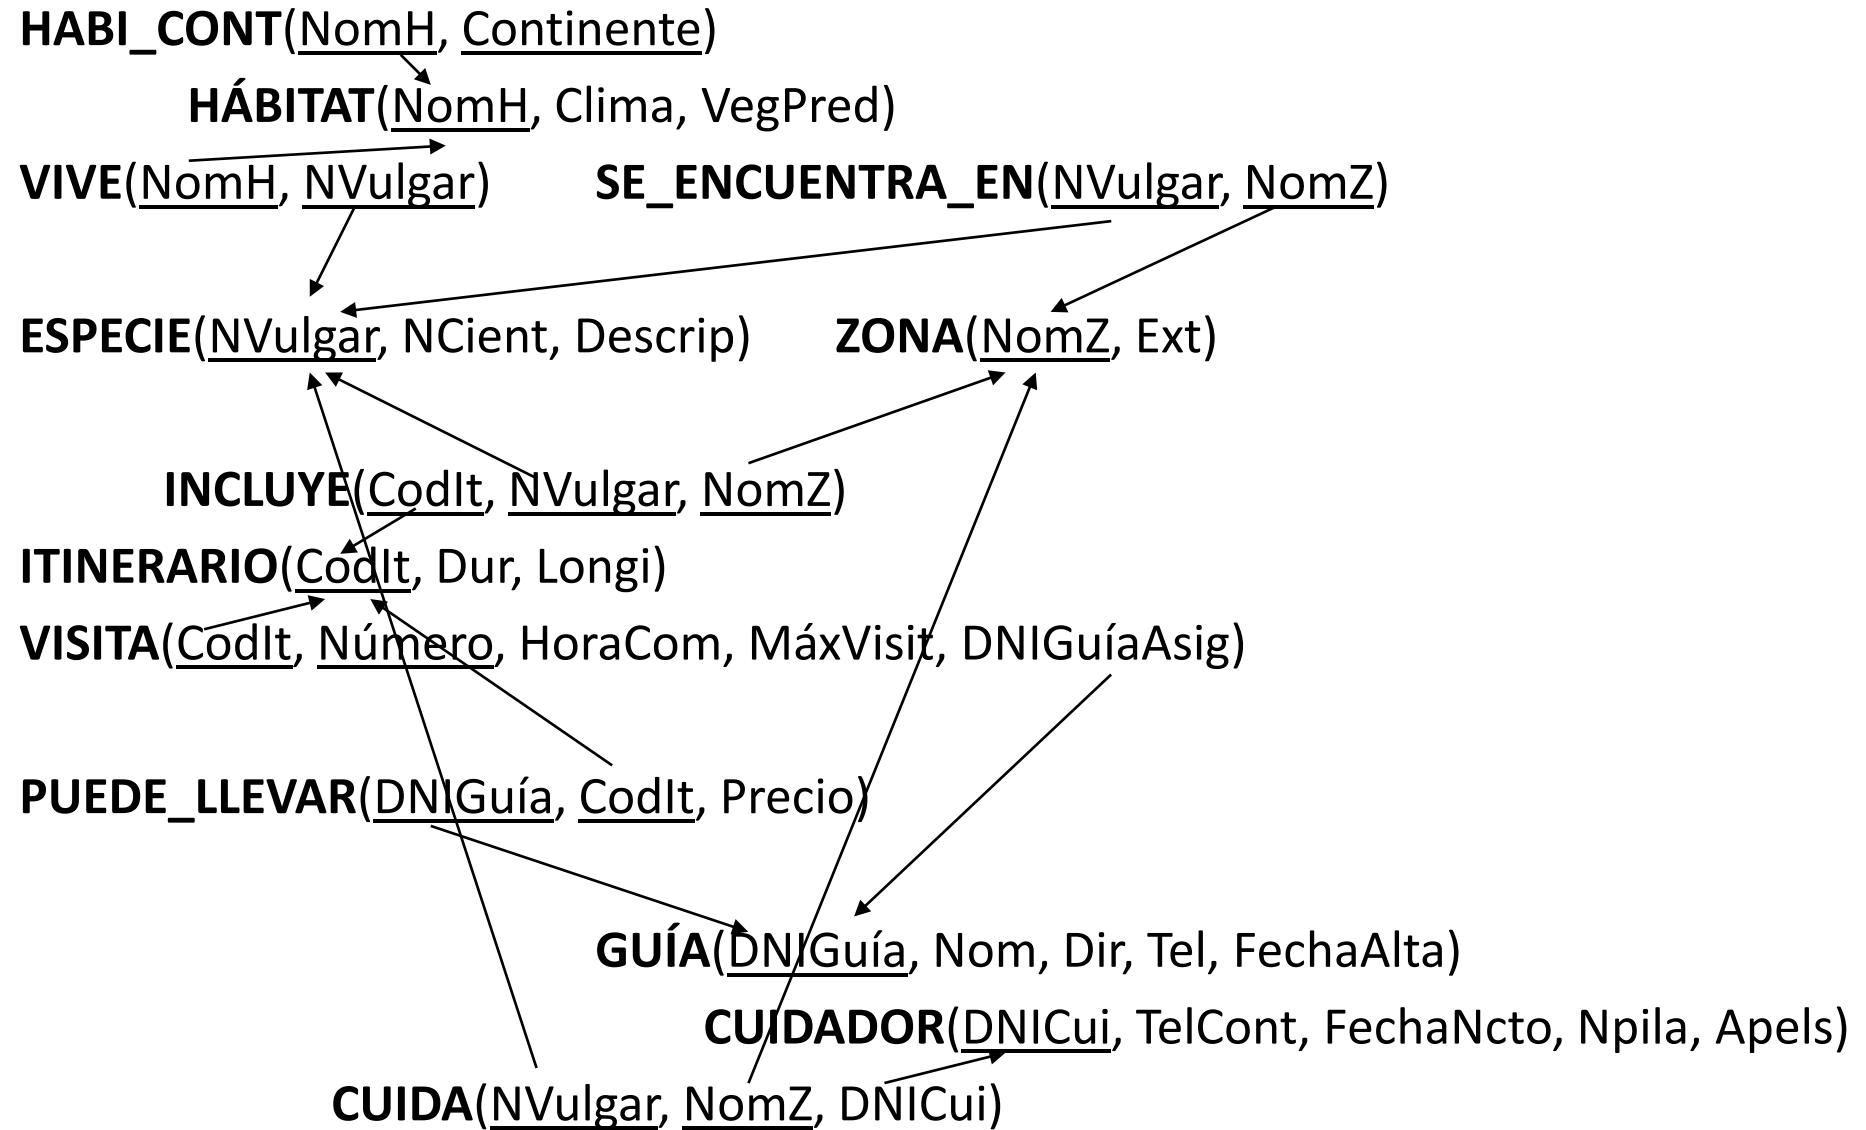 HABI_CONT(NomH, Continente)
HÁBITAT(NomH, Clima, VegPred)
VIVE(NomH, NVulgar) SE_ENCUENTRA_EN(NVulgar, NomZ)
ESPECIE(NVulgar, NCient, Descrip) ZONA(NomZ, Ext)
INCLUYE(CodIt, NVulgar, NomZ)
ITINERARIO(CodIt, Dur, Longi)
VISITA(CodIt, Número, HoraCom, MáxVisit, DNIGuíaAsig)
PUEDE_LLEVAR(DNIGuía, CodIt, Precio)
GUÍA(DNIGuía, Nom, Dir, Tel, FechaAlta)
CUIDADOR(DNICui, TelCont, FechaNcto, Npila, Apels)
CUIDA(NVulgar, NomZ, DNICui)